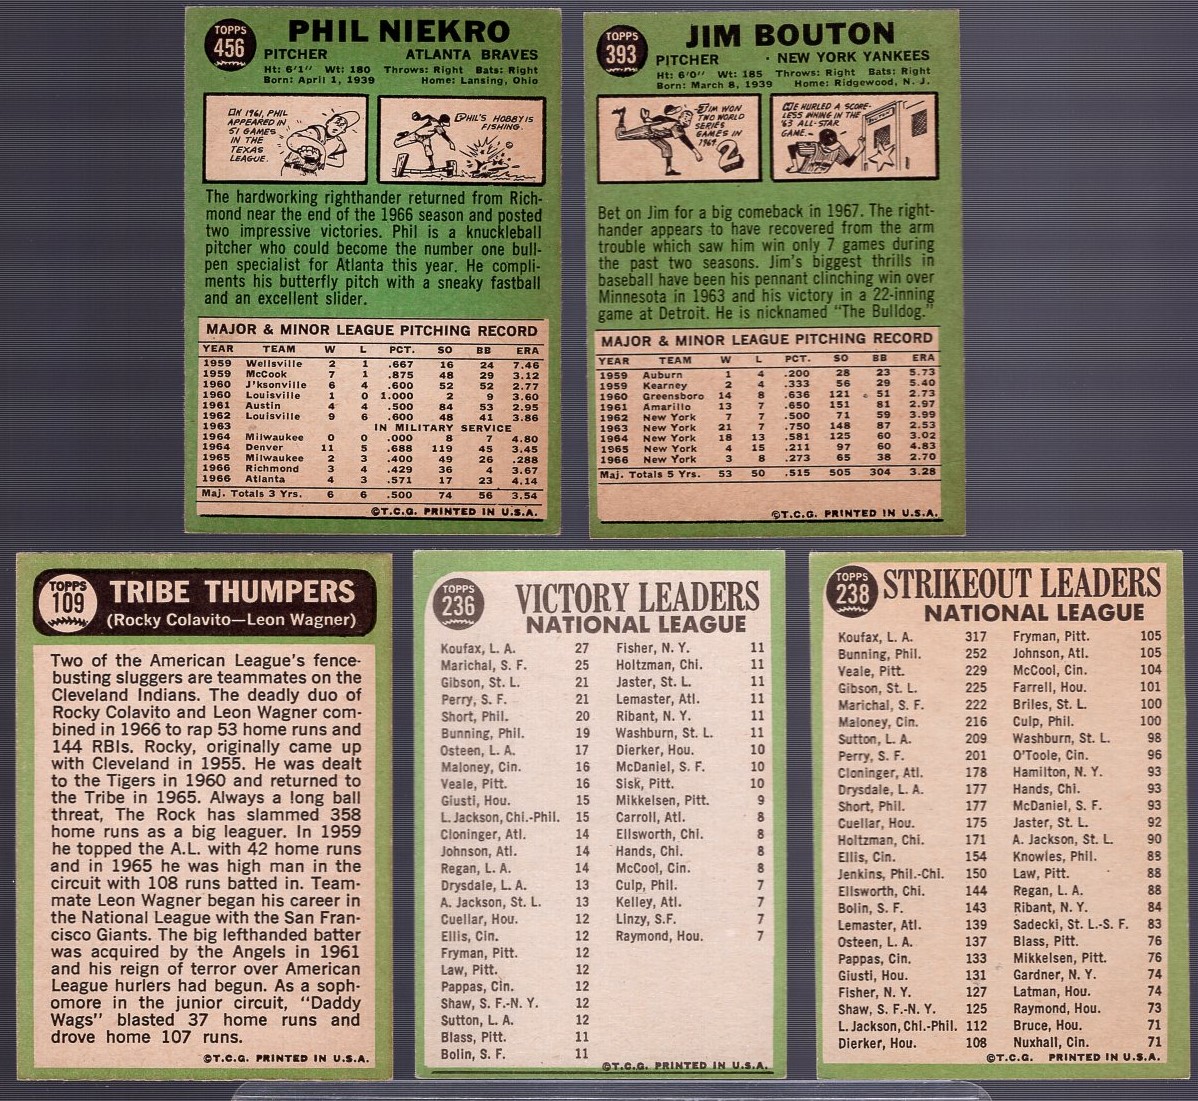 TOPPS
456
PHIL NIEKRO
PITCHER ATLANTA BRAVES
Ht: 6'1" Wt: 180 Throws: Right Bats: Right
Born: April 1, 1939 Home: Lansing, Ohio
IN 1961, PHIL
APPEARED IN
51 GAMES
IN THE
TEXAS
LEAGUE.
PHIL'S HOBBY IS
FISHING.
The hardworking righthander returned from Rich-
mond near the end of the 1966 season and posted
two impressive victories. Phil is a knuckleball
pitcher who could become the number one bull-
pen specialist for Atlanta this year. He compli-
ments his butterfly pitch with a sneaky fastball
and an excellent slider.
MAJOR & MINOR LEAGUE PITCHING RECORD
YEAR TEAM W L PCT. SO BB ERA
1959 Wellsville 2 1 .667 16 24 7.46
1959 McCook 7 1 .875 48 29 3.12
1960 J'ksonville 6 4 .600 52 52 2.77
1960 Louisville 1 0 1.000 2 9 3.60
1961 Austin 4 4 .500 84 53 2.95
1962 Louisville 9 6 .600 48 41 3.86
1963 IN MILITARY SERVICE
1964 Milwaukee 0 0 .000 8 7 4.80
1964 Denver 11 5 .688 119 45 3.45
1965 Milwaukee 2 3 .400 49 26 .288
1966 Richmond 3 4 .429 36 4 3.67
1966 Atlanta 4 3 .571 17 23 4.14
Maj. Totals 3 Yrs. 6 6 .500 74 56 3.54
©T.C.G. PRINTED IN U.S.A.
TOPPS
393
JIM BOUTON
PITCHER · NEW YORK YANKEES
Ht: 6'0" Wt: 185 Throws: Right Bats: Right
Born: March 8, 1939 Home: Ridgewood, N. J.
JIM WON
TWO WORLD
SERIES
GAMES IN
1964.
2
HE HURLED A SCORE-
LESS INNING IN THE
'63 ALL-STAR
GAME.
Bet on Jim for a big comeback in 1967. The right-
hander appears to have recovered from the arm
trouble which saw him win only 7 games during
the past two seasons. Jim's biggest thrills in
baseball have been his pennant clinching win over
Minnesota in 1963 and his victory in a 22-inning
game at Detroit. He is nicknamed "The Bulldog."
MAJOR & MINOR LEAGUE PITCHING RECORD
YEAR TEAM W L PCT. SO BB ERA
1959 Auburn 1 4 .200 28 23 5.73
1959 Kearney 2 4 .333 56 29 5.40
1960 Greensboro 14 8 .636 121 51 2.73
1961 Amarillo 13 7 .650 151 81 2.97
1962 New York 7 7 .500 71 59 3.99
1963 New York 21 7 .750 148 87 2.53
1964 New York 18 13 .581 125 60 3.02
1965 New York 4 15 .211 97 60 4.83
1966 New York 3 8 .273 65 38 2.70
Maj. Totals 5 Yrs. 53 50 .515 505 304 3.28
©T.C.G. PRINTED IN U.S.A.
TOPPS
109
TRIBE THUMPERS
(Rocky Colavito—Leon Wagner)
Two of the American League's fence-
busting sluggers are teammates on the
Cleveland Indians. The deadly duo of
Rocky Colavito and Leon Wagner com-
bined in 1966 to rap 53 home runs and
144 RBIs. Rocky, originally came up
with Cleveland in 1955. He was dealt
to the Tigers in 1960 and returned to
the Tribe in 1965. Always a long ball
threat, The Rock has slammed 358
home runs as a big leaguer. In 1959
he topped the A.L. with 42 home runs
and in 1965 he was high man in the
circuit with 108 runs batted in. Team-
mate Leon Wagner began his career in
the National League with the San Fran-
cisco Giants. The big lefthanded batter
was acquired by the Angels in 1961
and his reign of terror over American
League hurlers had begun. As a soph-
omore in the junior circuit, "Daddy
Wags" blasted 37 home runs and
drove home 107 runs.
©T.C.G. PRINTED IN U.S.A.
TOPPS
236
VICTORY LEADERS
NATIONAL LEAGUE
Koufax, L. A. 27
Marichal, S. F. 25
Gibson, St. L. 21
Perry, S. F. 21
Short, Phil. 20
Bunning, Phil. 19
Osteen, L. A. 17
Maloney, Cin. 16
Veale, Pitt. 16
Giusti, Hou. 15
L. Jackson, Chi.-Phil. 15
Cloninger, Atl. 14
Johnson, Atl. 14
Regan, L. A. 14
Drysdale, L. A. 13
A. Jackson, St. L. 13
Cuellar, Hou. 12
Ellis, Cin. 12
Fryman, Pitt. 12
Law, Pitt. 12
Pappas, Cin. 12
Shaw, S. F.-N. Y. 12
Sutton, L. A. 12
Blass, Pitt. 11
Bolin, S. F. 11
Fisher, N. Y. 11
Holtzman, Chi. 11
Jaster, St. L. 11
Lemaster, Atl. 11
Ribant, N. Y. 11
Washburn, St. L. 11
Dierker, Hou. 10
McDaniel, S. F. 10
Sisk, Pitt. 10
Mikkelsen, Pitt. 9
Carroll, Atl. 8
Ellsworth, Chi. 8
Hands, Chi. 8
McCool, Cin. 8
Culp, Phil. 7
Kelley, Atl. 7
Linzy, S.F. 7
Raymond, Hou. 7
©T.C.G. PRINTED IN U.S.A.
TOPPS
238
STRIKEOUT LEADERS
NATIONAL LEAGUE
Koufax, L. A. 317
Bunning, Phil. 252
Veale, Pitt. 229
Gibson, St. L. 225
Marichal, S. F. 222
Maloney, Cin. 216
Sutton, L. A. 209
Perry, S. F. 201
Cloninger, Atl. 178
Drysdale, L. A. 177
Short, Phil. 177
Cuellar, Hou. 175
Holtzman, Chi. 171
Ellis, Cin. 154
Jenkins, Phil.-Chi. 150
Ellsworth, Chi. 144
Bolin, S. F. 143
Lemaster, Atl. 139
Osteen, L. A. 137
Pappas, Cin. 133
Giusti, Hou. 131
Fisher, N. Y. 127
Shaw, S. F.-N. Y. 125
L. Jackson, Chi.-Phil. 112
Dierker, Hou. 108
Fryman, Pitt. 105
Johnson, Atl. 105
McCool, Cin. 104
Farrell, Hou. 101
Briles, St. L. 100
Culp, Phil. 100
Washburn, St. L. 98
O'Toole, Cin. 96
Hamilton, N. Y. 93
Hands, Chi. 93
McDaniel, S. F. 93
Jaster, St. L. 92
A. Jackson, St. L. 90
Knowles, Phil. 88
Law, Pitt. 88
Regan, L. A. 88
Ribant, N. Y. 84
Sadecki, St. L.-S. F. 83
Blass, Pitt. 76
Mikkelsen, Pitt. 76
Gardner, N. Y. 74
Latman, Hou. 74
Raymond, Hou. 73
Bruce, Hou. 71
Nuxhall, Cin. 71
©T.C.G. PRINTED IN U.S.A.